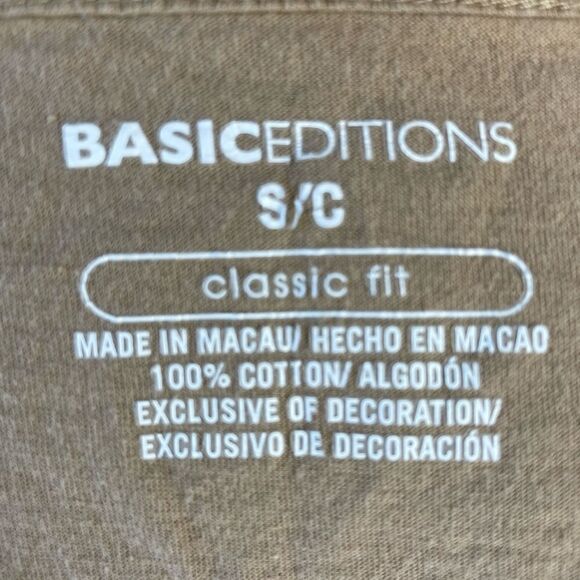 BASICEDITIONS
S/C
classic fit
MADE IN MACAU/ HECHO EN MACAO
100% COTTON/ ALGODÓN
EXCLUSIVE OF DECORATION/
EXCLUSIVO DE DECORACIÓN